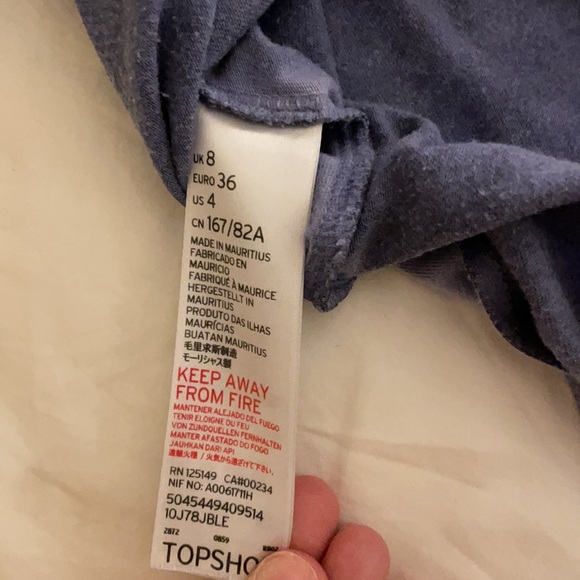 UK 8
EURO 36
US 4
CN 167/82A
MADE IN MAURITIUS
FABRICADO EN
MAURICIO
FABRIQUÉ À MAURICE
HERGESTELLT IN
MAURITIUS
PRODUTO DAS ILHAS
MAURÍCIAS
BUATAN MAURITIUS
毛里求斯制造
モーリシャス製
KEEP AWAY
FROM FIRE
MANTENER ALEJADO DEL FUEGO
TENIR ELOIGNE DU FEU
VON ZUNDQUELLEN FERNHALTEN
MANTER AFASTADO DO FOGO
JAUHKAN DARI API
遠離火種 / 火気から遠ざけて下さい.
RN 125149 CA#00234
NIF NO: A0061711H
5045449409514
10J78JBLE
2872 0859
TOPSHO